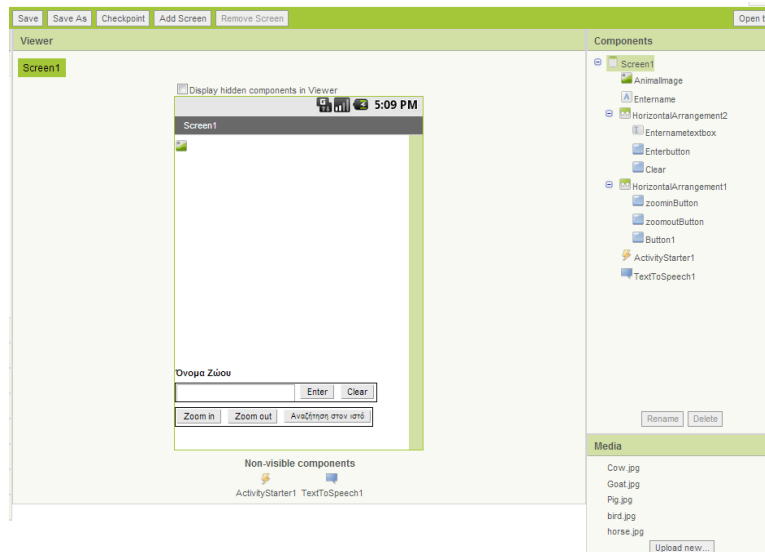 Save Save As Checkpoint Add Screen Remove Screen
Open t
Viewer
Screen1
Display hidden components in Viewer
5:09 PM
Screen1
Όνομα Ζώου
Enter Clear
Zoom in Zoom out Αναζήτηση στον ιστό
Non-visible components
ActivityStarter1 TextToSpeech1
Components
Screen1
AnimalImage
Entername
HorizontalArrangement2
Enternametextbox
Enterbutton
Clear
HorizontalArrangement1
zoominButton
zoomoutButton
Button1
ActivityStarter1
TextToSpeech1
Rename Delete
Media
Cow.jpg
Goat.jpg
Pig.jpg
bird.jpg
horse.jpg
Upload new...